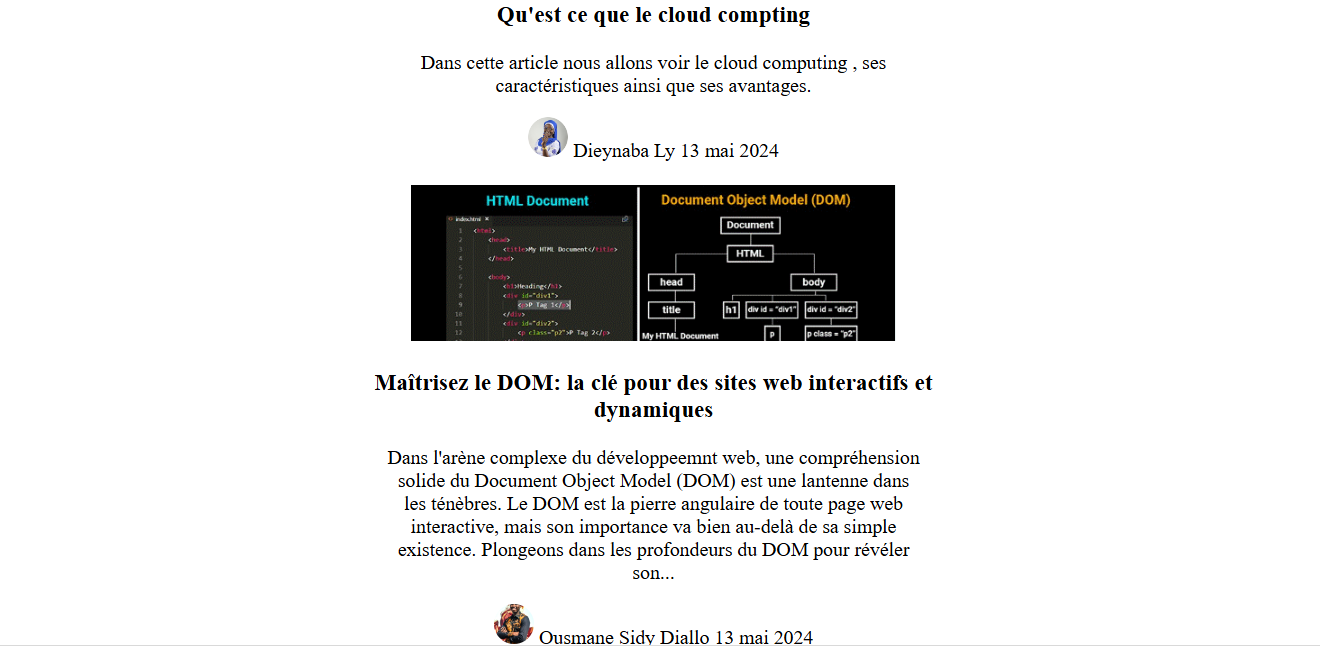 Qu'est ce que le cloud compting
Dans cette article nous allons voir le cloud computing , ses
caractéristiques ainsi que ses avantages.
Dieynaba Ly 13 mai 2024
HTML Document
index.html
1 <html>
2 <head>
3 <title>My HTML Document</title>
4 </head>
5
6 <body>
7 <h1>Heading</h1>
8 <div id="div1">
9 <p>P Tag 1</p>
10 </div>
11 <div id="div2">
12 <p class="p2">P Tag 2</p>
Document Object Model (DOM)
Document
HTML
head
body
title
h1
div id = "div1"
div id = "div2"
My HTML Document
p
p class = "p2"
Maîtrisez le DOM: la clé pour des sites web interactifs et
dynamiques
Dans l'arène complexe du développeemnt web, une compréhension
solide du Document Object Model (DOM) est une lantenne dans
les ténèbres. Le DOM est la pierre angulaire de toute page web
interactive, mais son importance va bien au-delà de sa simple
existence. Plongeons dans les profondeurs du DOM pour révéler
son...
Ousmane Sidy Diallo 13 mai 2024